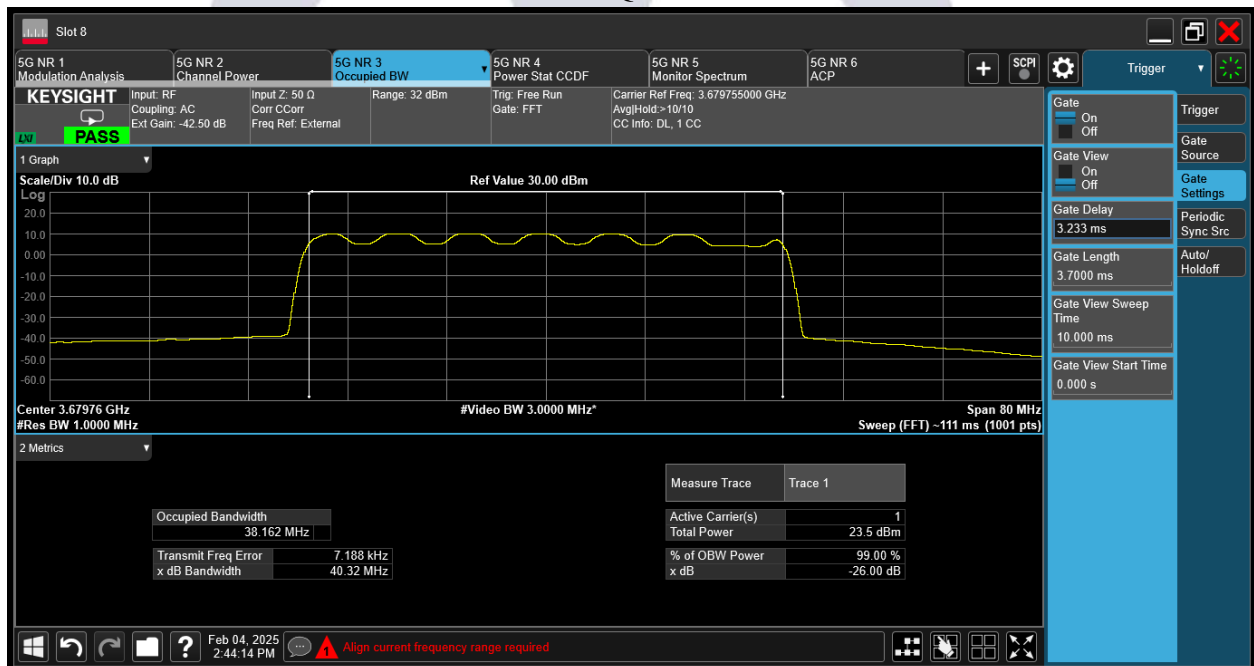 Slot 8
5G NR 1
Modulation Analysis
5G NR 2
Channel Power
5G NR 3
Occupied BW
5G NR 4
Power Stat CCDF
5G NR 5
Monitor Spectrum
5G NR 6
ACP
SCPI
Trigger
KEYSIGHT
LXI
PASS
Input: RF
Coupling: AC
Ext Gain: -42.50 dB
Input Z: 50 Ω
Corr CCorr
Freq Ref: External
Range: 32 dBm
Trig: Free Run
Gate: FFT
Carrier Ref Freq: 3.679755000 GHz
Avg|Hold:>10/10
CC Info: DL, 1 CC
1 Graph
Scale/Div 10.0 dB
Ref Value 30.00 dBm
Log
20.0
10.0
0.00
-10.0
-20.0
-30.0
-40.0
-50.0
-60.0
Center 3.67976 GHz
#Video BW 3.0000 MHz*
Span 80 MHz
#Res BW 1.0000 MHz
Sweep (FFT) ~111 ms (1001 pts)
2 Metrics
Measure Trace
Trace 1
Occupied Bandwidth
38.162 MHz
Active Carrier(s)
1
Total Power
23.5 dBm
Transmit Freq Error
7.188 kHz
x dB Bandwidth
40.32 MHz
% of OBW Power
99.00 %
x dB
-26.00 dB
Gate
On
Off
Gate View
On
Off
Gate Delay
3.233 ms
Gate Length
3.7000 ms
Gate View Sweep
Time
10.000 ms
Gate View Start Time
0.000 s
Trigger
Gate
Source
Gate
Settings
Periodic
Sync Src
Auto/
Holdoff
?
Feb 04, 2025
2:44:14 PM
1
Align current frequency range required